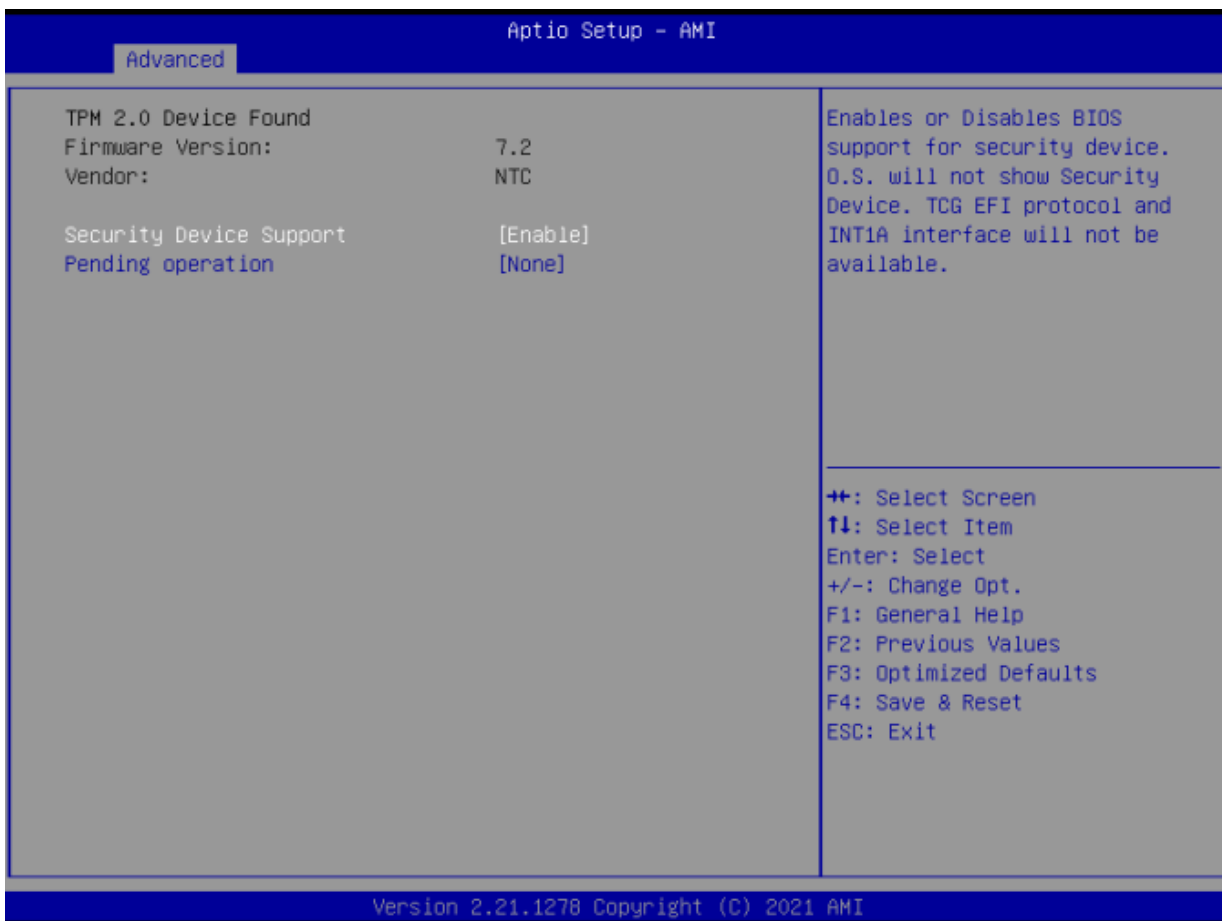 Aptio Setup – AMI
Advanced
TPM 2.0 Device Found
Firmware Version: 7.2
Vendor: NTC
Security Device Support [Enable]
Pending operation [None]
Enables or Disables BIOS
support for security device.
O.S. will not show Security
Device. TCG EFI protocol and
INT1A interface will not be
available.
→←: Select Screen
↑↓: Select Item
Enter: Select
+/-: Change Opt.
F1: General Help
F2: Previous Values
F3: Optimized Defaults
F4: Save & Reset
ESC: Exit
Version 2.21.1278 Copyright (C) 2021 AMI